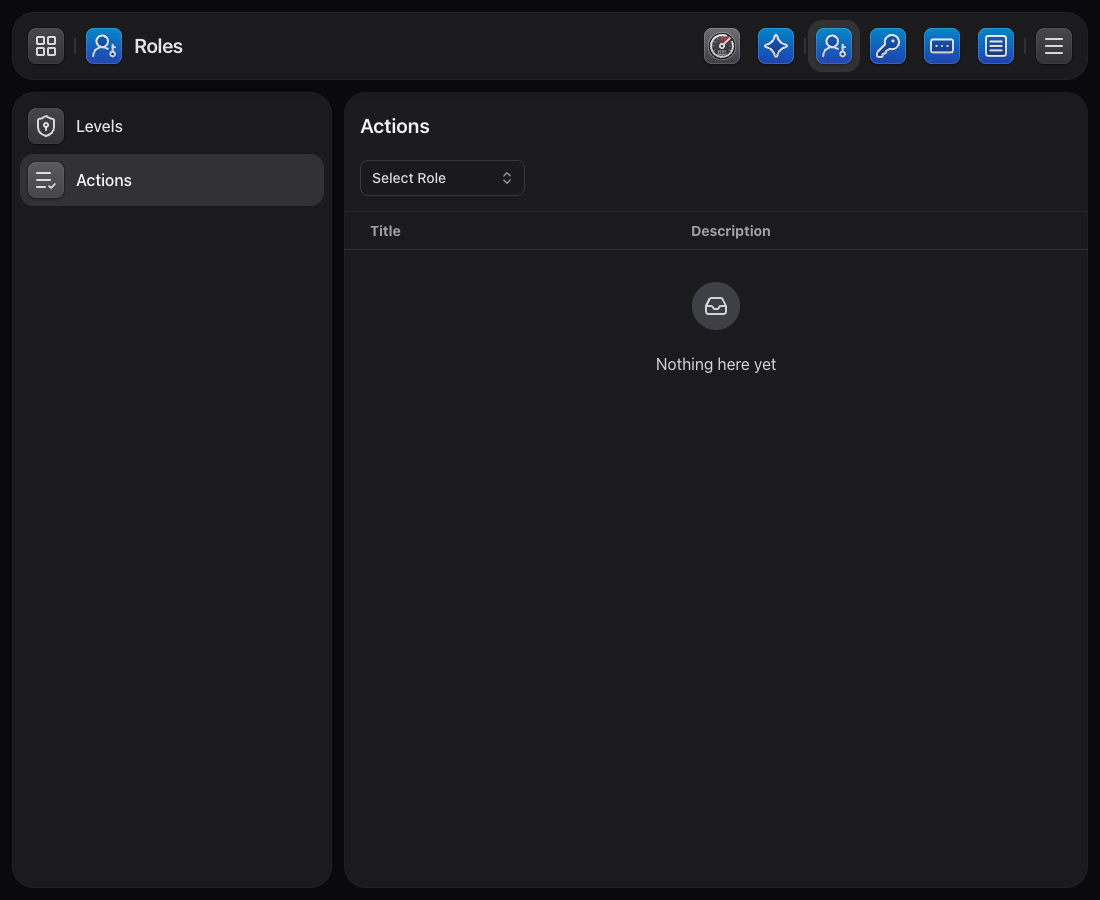 Roles
Levels
Actions
Actions
Select Role
Title
Description
Nothing here yet